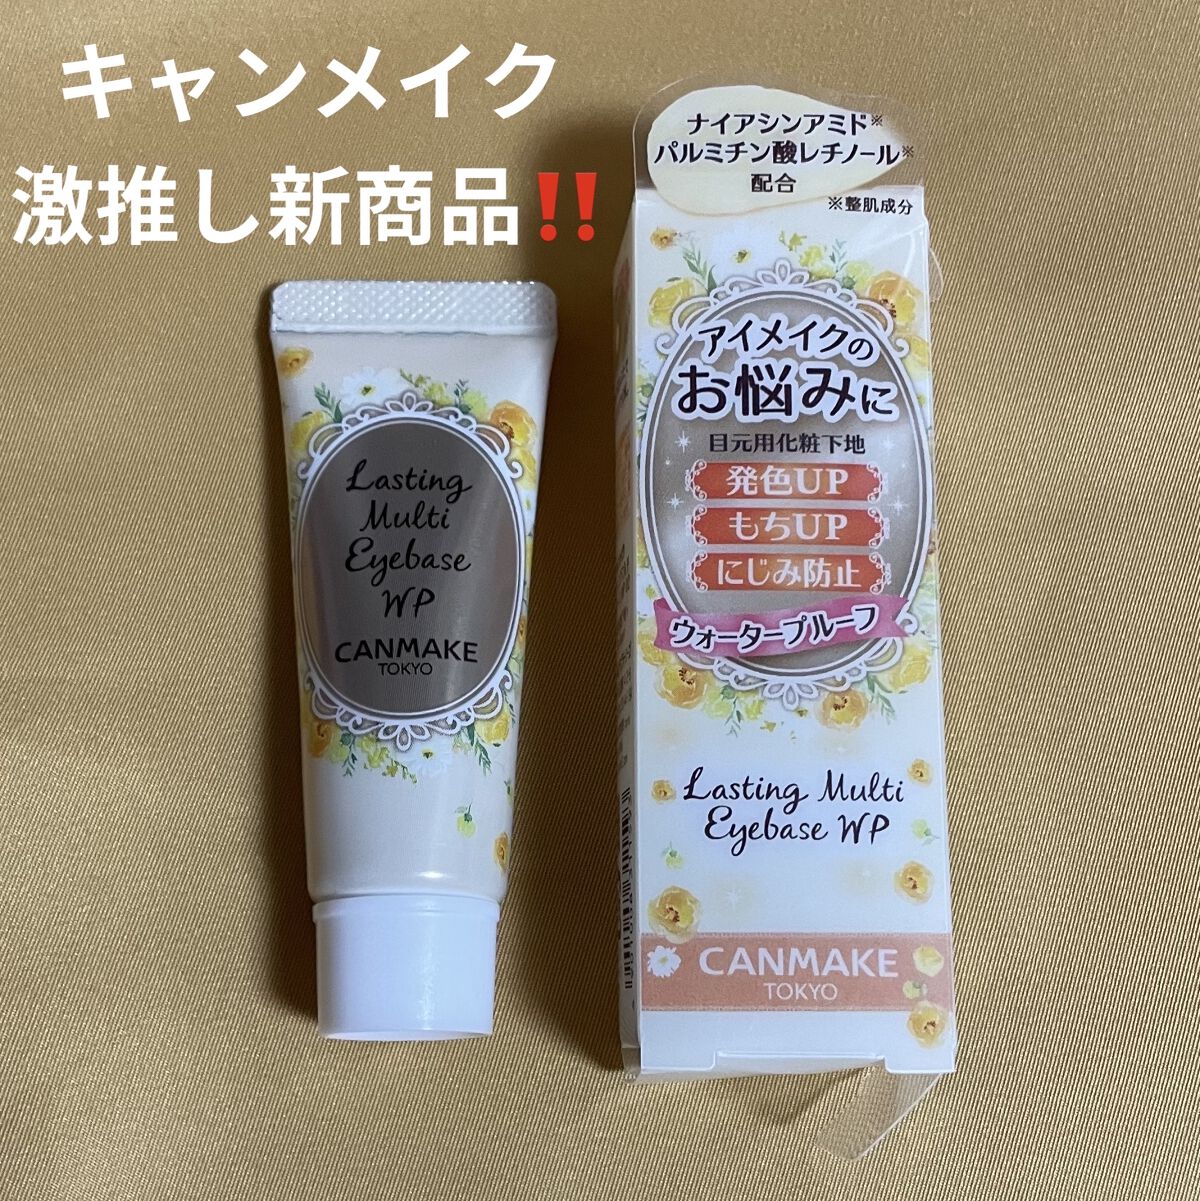 キャンメイク
激推し新商品‼️
Lasting
Multi
Eyebase
WP
CANMAKE
TOKYO
ナイアシンアミド※
パルミチン酸レチノール※
配合
※整肌成分
アイメイクの
お悩みに
目元用化粧下地
発色UP
もちUP
にじみ防止
ウォータープルーフ
Lasting Multi
Eyebase WP
CANMAKE
TOKYO